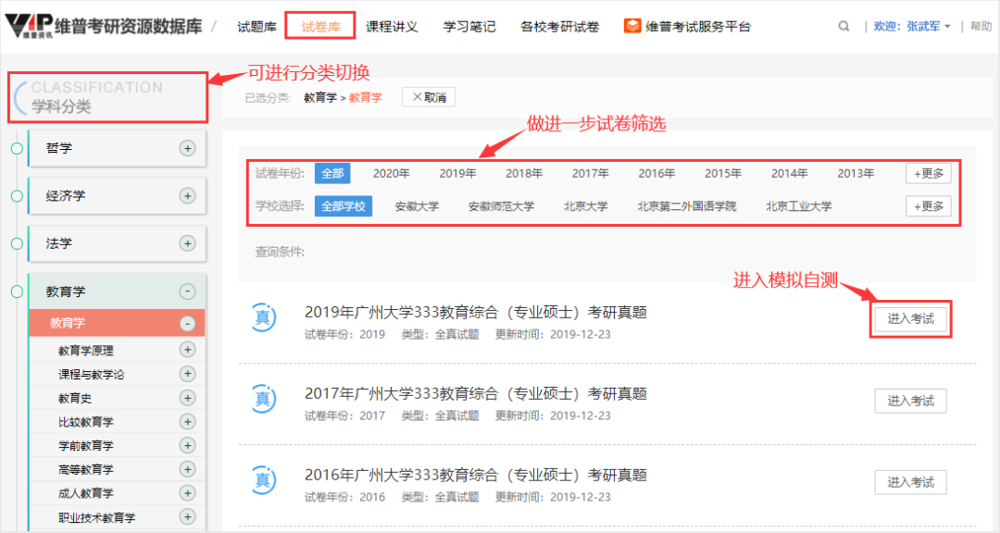 VIP 维普资讯 维普考研资源数据库 / 试题库 试卷库 课程讲义 学习笔记 各校考研试卷 维普考试服务平台 | 欢迎: 张武军 | 帮助
可进行分类切换
CLASSIFICATION
学科分类
已选分类: 教育学 > 教育学 ×取消
做进一步试卷筛选
哲学 +
经济学 +
法学 +
教育学 -
教育学 -
教育学原理 +
课程与教学论 +
教育史 +
比较教育学 +
学前教育学 +
高等教育学 +
成人教育学 +
职业技术教育学 +
试卷年份: 全部 2020年 2019年 2018年 2017年 2016年 2015年 2014年 2013年 +更多
学校选择: 全部学校 安徽大学 安徽师范大学 北京大学 北京第二外国语学院 北京工业大学 +更多
查询条件:
进入模拟自测
真 2019年广州大学333教育综合（专业硕士）考研真题 进入考试
试卷年份: 2019 类型: 全真试题 更新时间: 2019-12-23
真 2017年广州大学333教育综合（专业硕士）考研真题 进入考试
试卷年份: 2017 类型: 全真试题 更新时间: 2019-12-23
真 2016年广州大学333教育综合（专业硕士）考研真题 进入考试
试卷年份: 2016 类型: 全真试题 更新时间: 2019-12-23